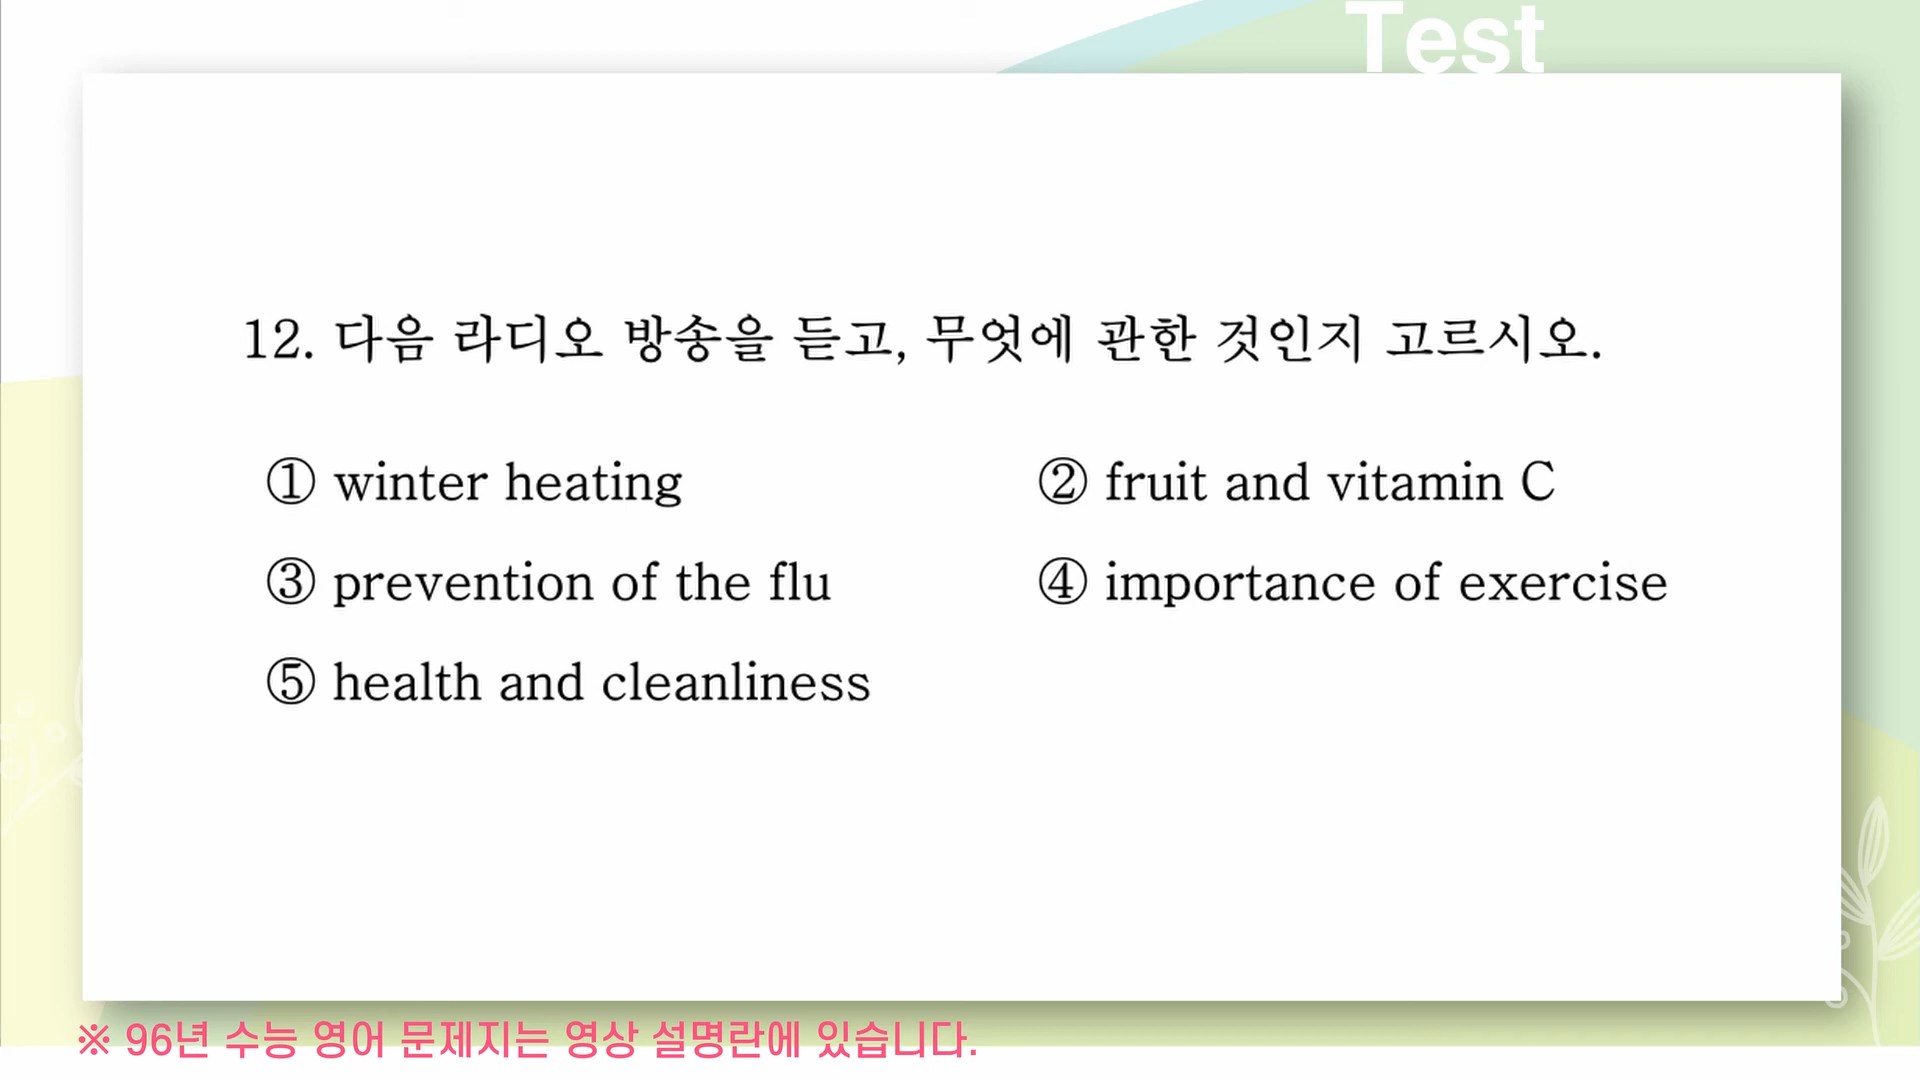 Test
12. 다음 라디오 방송을 듣고, 무엇에 관한 것인지 고르시오.
① winter heating ② fruit and vitamin C
③ prevention of the flu ④ importance of exercise
⑤ health and cleanliness
※ 96년 수능 영어 문제지는 영상 설명란에 있습니다.